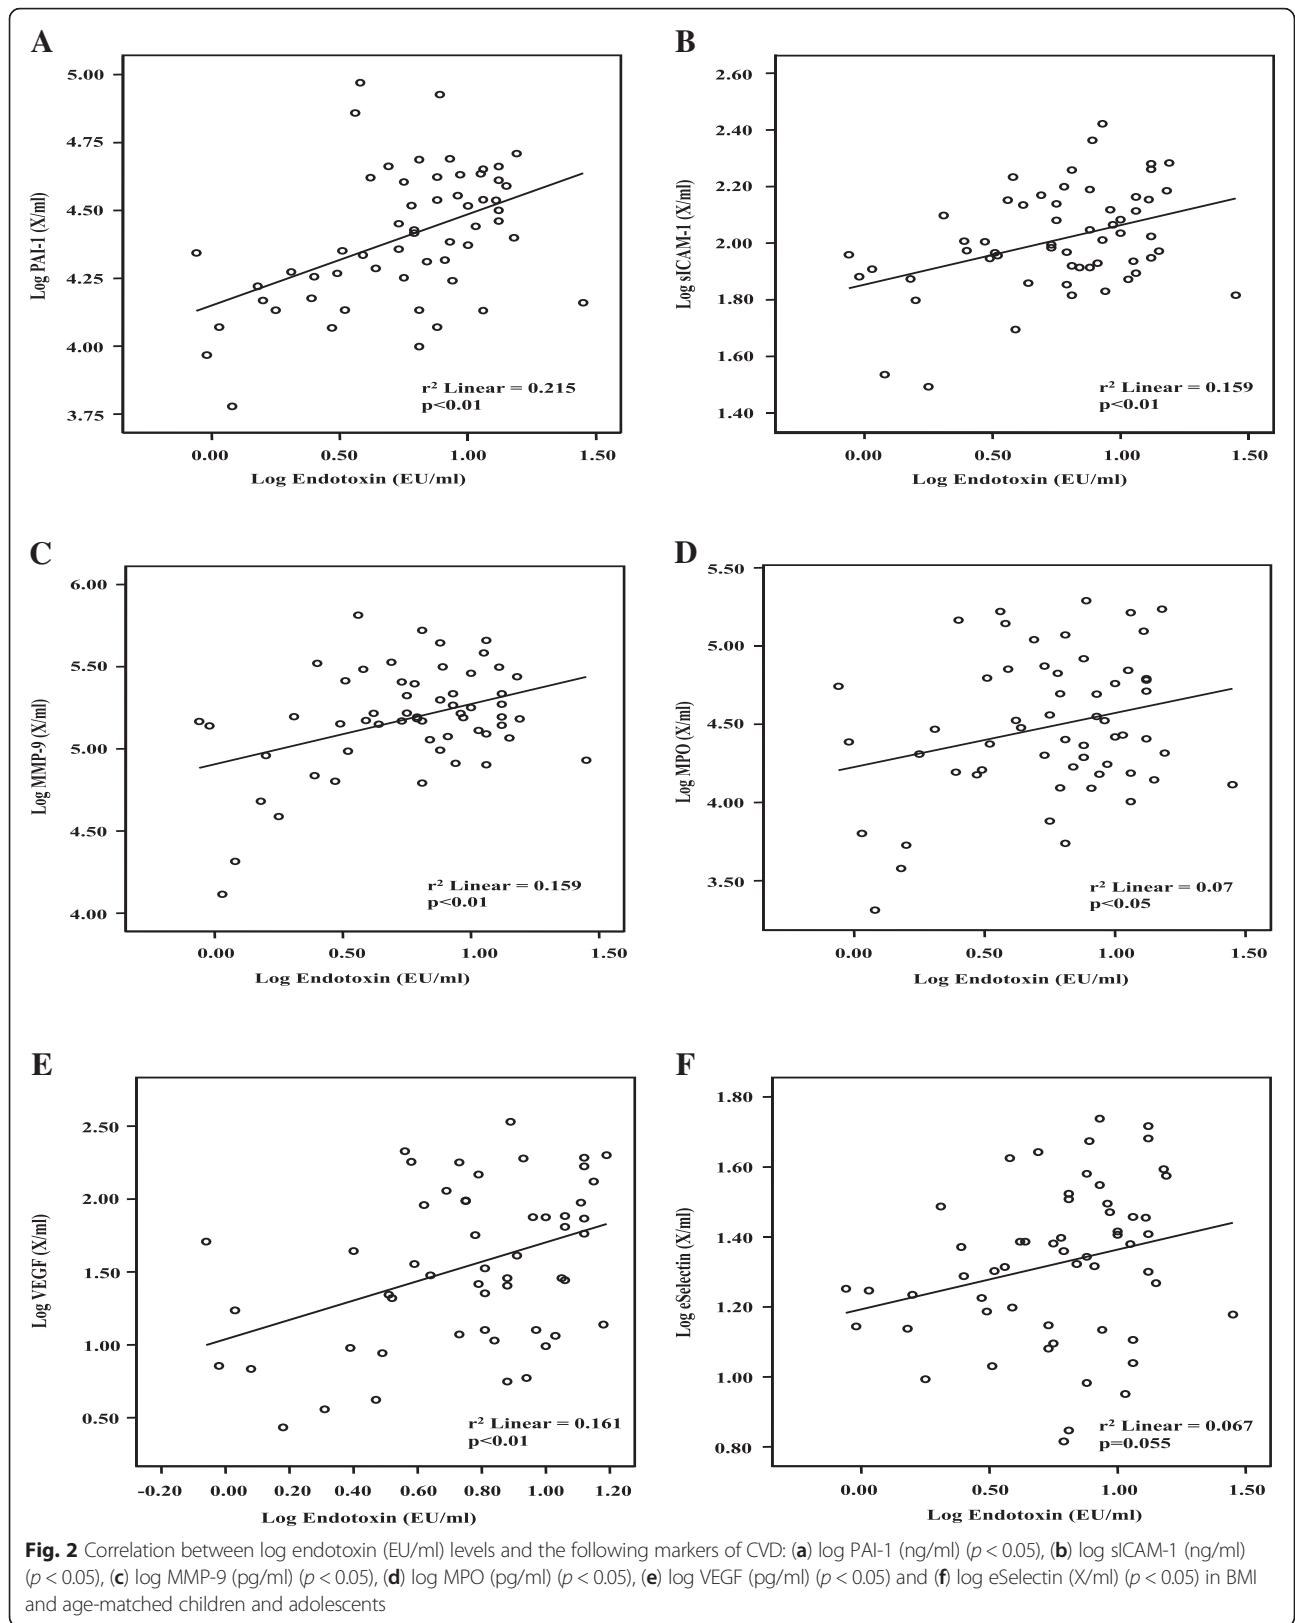 A
5.00
4.75
4.50
4.25
4.00
3.75
Log PAI-1 (X/ml)
r² Linear = 0.215
p<0.01
0.00 0.50 1.00 1.50
Log Endotoxin (EU/ml)
B
2.60
2.40
2.20
2.00
1.80
1.60
1.40
Log sICAM-1 (X/ml)
r² Linear = 0.159
p<0.01
0.00 0.50 1.00 1.50
Log Endotoxin (EU/ml)
C
6.00
5.50
5.00
4.50
4.00
Log MMP-9 (X/ml)
r² Linear = 0.159
p<0.01
0.00 0.50 1.00 1.50
Log Endotoxin (EU/ml)
D
5.50
5.00
4.50
4.00
3.50
Log MPO (X/ml)
r² Linear = 0.07
p<0.05
0.00 0.50 1.00 1.50
Log Endotoxin (EU/ml)
E
2.50
2.00
1.50
1.00
0.50
Log VEGF (X/ml)
r² Linear = 0.161
p<0.01
-0.20 0.00 0.20 0.40 0.60 0.80 1.00 1.20
Log Endotoxin (EU/ml)
F
1.80
1.60
1.40
1.20
1.00
0.80
Log eSelectin (X/ml)
r² Linear = 0.067
p=0.055
0.00 0.50 1.00 1.50
Log Endotoxin (EU/ml)
Fig. 2 Correlation between log endotoxin (EU/ml) levels and the following markers of CVD: (a) log PAI-1 (ng/ml) (p < 0.05), (b) log sICAM-1 (ng/ml)
(p < 0.05), (c) log MMP-9 (pg/ml) (p < 0.05), (d) log MPO (pg/ml) (p < 0.05), (e) log VEGF (pg/ml) (p < 0.05) and (f) log eSelectin (X/ml) (p < 0.05) in BMI
and age-matched children and adolescents